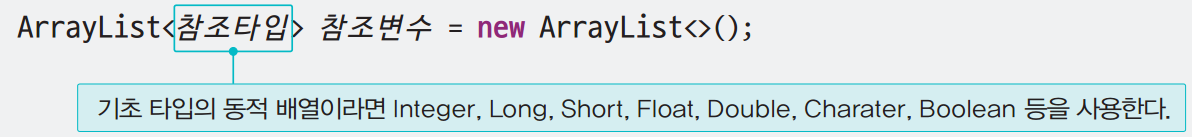 ArrayList<참조타입> 참조변수 = new ArrayList<>();
기초 타입의 동적 배열이라면 Integer, Long, Short, Float, Double, Charater, Boolean 등을 사용한다.